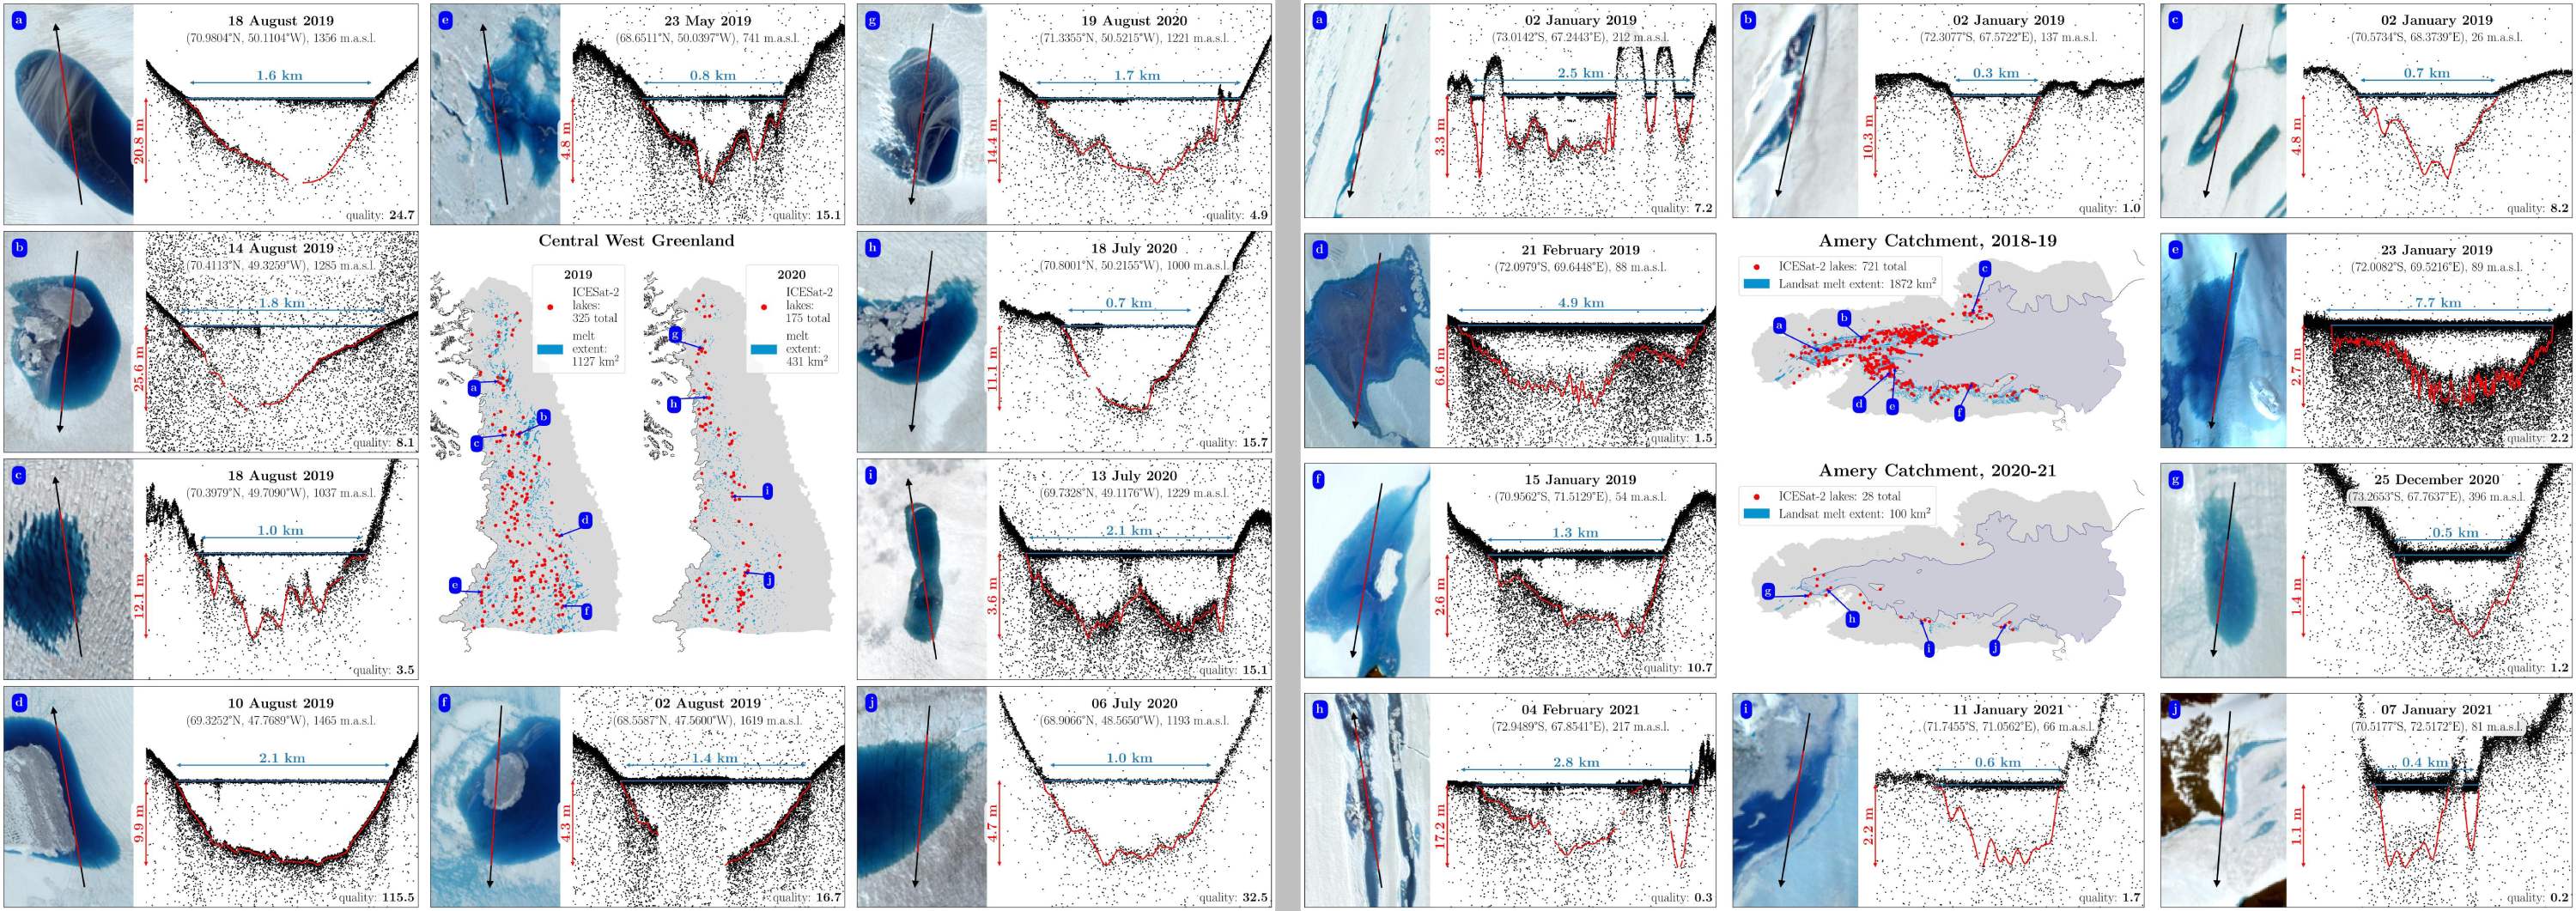 a
18 August 2019
(70.9804°N, 50.1104°W), 1356 m.a.s.l.
1.6 km
20.8 m
quality: 24.7
b
14 August 2019
(70.4113°N, 49.3259°W), 1285 m.a.s.l.
1.8 km
25.6 m
quality: 8.1
c
18 August 2019
(70.3979°N, 49.7090°W), 1037 m.a.s.l.
1.0 km
12.1 m
quality: 3.5
d
10 August 2019
(69.3252°N, 47.7689°W), 1465 m.a.s.l.
2.1 km
9.9 m
quality: 115.5
e
23 May 2019
(68.6511°N, 50.0397°W), 741 m.a.s.l.
0.8 km
4.8 m
quality: 15.1
Central West Greenland
2019
ICESat-2
lakes:
325 total
melt
extent:
1127 km²
a
b
c
d
e
f
2020
ICESat-2
lakes:
175 total
melt
extent:
431 km²
g
h
i
j
f
02 August 2019
(68.5587°N, 47.5600°W), 1619 m.a.s.l.
1.4 km
4.3 m
quality: 16.7
g
19 August 2020
(71.3355°N, 50.5215°W), 1221 m.a.s.l.
1.7 km
14.4 m
quality: 4.9
h
18 July 2020
(70.8001°N, 50.2155°W), 1000 m.a.s.l.
0.7 km
11.1 m
quality: 15.7
i
13 July 2020
(69.7328°N, 49.1176°W), 1229 m.a.s.l.
2.1 km
3.6 m
quality: 15.1
j
06 July 2020
(68.9066°N, 48.5650°W), 1193 m.a.s.l.
1.0 km
4.7 m
quality: 32.5
a
02 January 2019
(73.0142°S, 67.2443°E), 212 m.a.s.l.
2.5 km
3.3 m
quality: 7.2
b
02 January 2019
(72.3077°S, 67.5722°E), 137 m.a.s.l.
0.3 km
10.3 m
quality: 1.0
c
02 January 2019
(70.5734°S, 68.3739°E), 26 m.a.s.l.
0.7 km
4.8 m
quality: 8.2
d
21 February 2019
(72.0979°S, 69.6448°E), 88 m.a.s.l.
4.9 km
6.6 m
quality: 1.5
Amery Catchment, 2018-19
ICESat-2 lakes: 721 total
Landsat melt extent: 1872 km²
a
b
c
d
e
f
e
23 January 2019
(72.0082°S, 69.5216°E), 89 m.a.s.l.
7.7 km
2.7 m
quality: 2.2
f
15 January 2019
(70.9562°S, 71.5129°E), 54 m.a.s.l.
1.3 km
2.6 m
quality: 10.7
Amery Catchment, 2020-21
ICESat-2 lakes: 28 total
Landsat melt extent: 100 km²
g
h
i
j
g
25 December 2020
(73.2653°S, 67.7637°E), 396 m.a.s.l.
0.5 km
1.4 m
quality: 1.2
h
04 February 2021
(72.9489°S, 67.8541°E), 217 m.a.s.l.
2.8 km
17.2 m
quality: 0.3
i
11 January 2021
(71.7455°S, 71.0562°E), 66 m.a.s.l.
0.6 km
2.2 m
quality: 1.7
j
07 January 2021
(70.5177°S, 72.5172°E), 81 m.a.s.l.
0.4 km
1.1 m
quality: 0.2